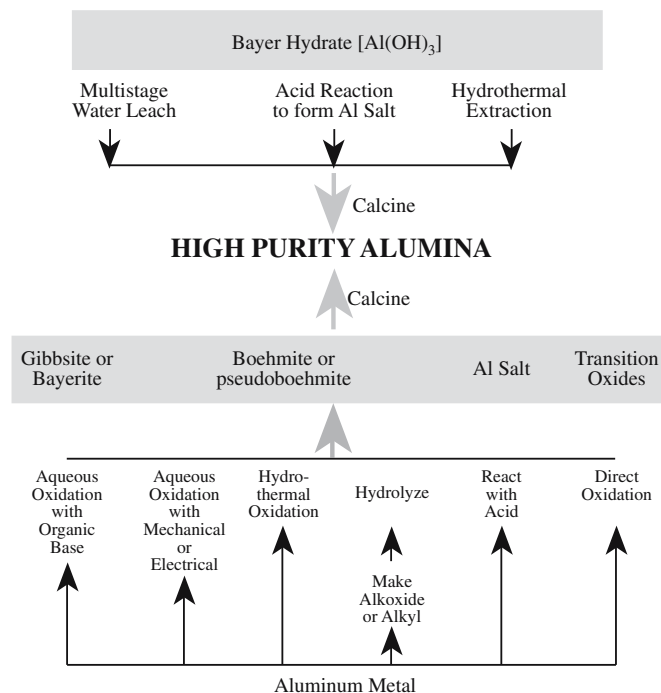 Bayer Hydrate [Al(OH)₃]
Multistage
Water Leach
Acid Reaction
to form Al Salt
Hydrothermal
Extraction
Calcine
HIGH PURITY ALUMINA
Calcine
Gibbsite or
Bayerite
Boehmite or
pseudoboehmite
Al Salt
Transition
Oxides
Aqueous
Oxidation
with
Organic
Base
Aqueous
Oxidation with
Mechanical
or
Electrical
Hydro-
thermal
Oxidation
Hydrolyze
React
with
Acid
Direct
Oxidation
Make
Alkoxide
or Alkyl
Aluminum Metal